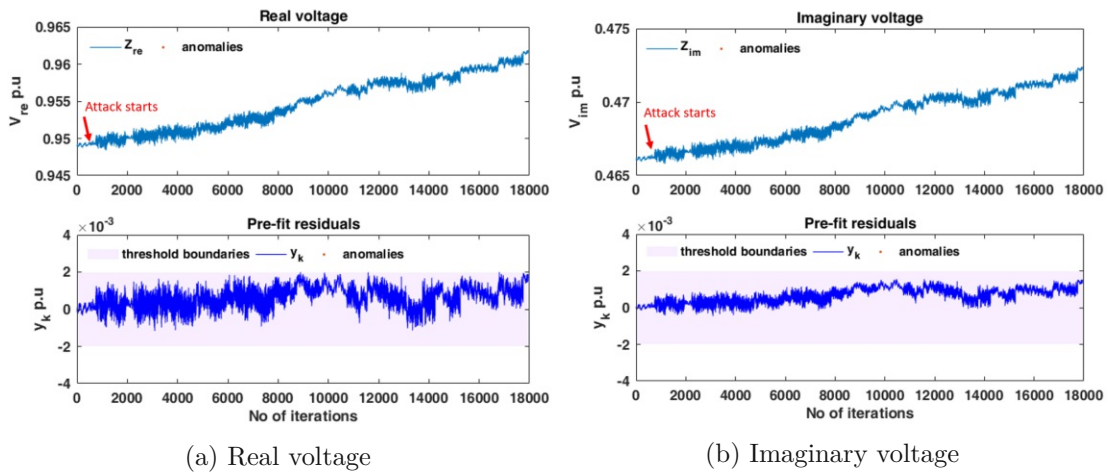 Real voltage
0.965
0.96
0.955
0.95
0.945
V_re p.u
Z_re anomalies
Attack starts
0 2000 4000 6000 8000 10000 12000 14000 16000 18000
Pre-fit residuals
×10^-3
4
2
0
-2
-4
y_k p.u
threshold boundaries y_k anomalies
0 2000 4000 6000 8000 10000 12000 14000 16000 18000
No of iterations
(a) Real voltage
Imaginary voltage
0.475
0.47
0.465
V_im p.u
Z_im anomalies
Attack starts
0 2000 4000 6000 8000 10000 12000 14000 16000 18000
Pre-fit residuals
×10^-3
4
2
0
-2
-4
y_k p.u
threshold boundaries y_k anomalies
0 2000 4000 6000 8000 10000 12000 14000 16000 18000
No of iterations
(b) Imaginary voltage